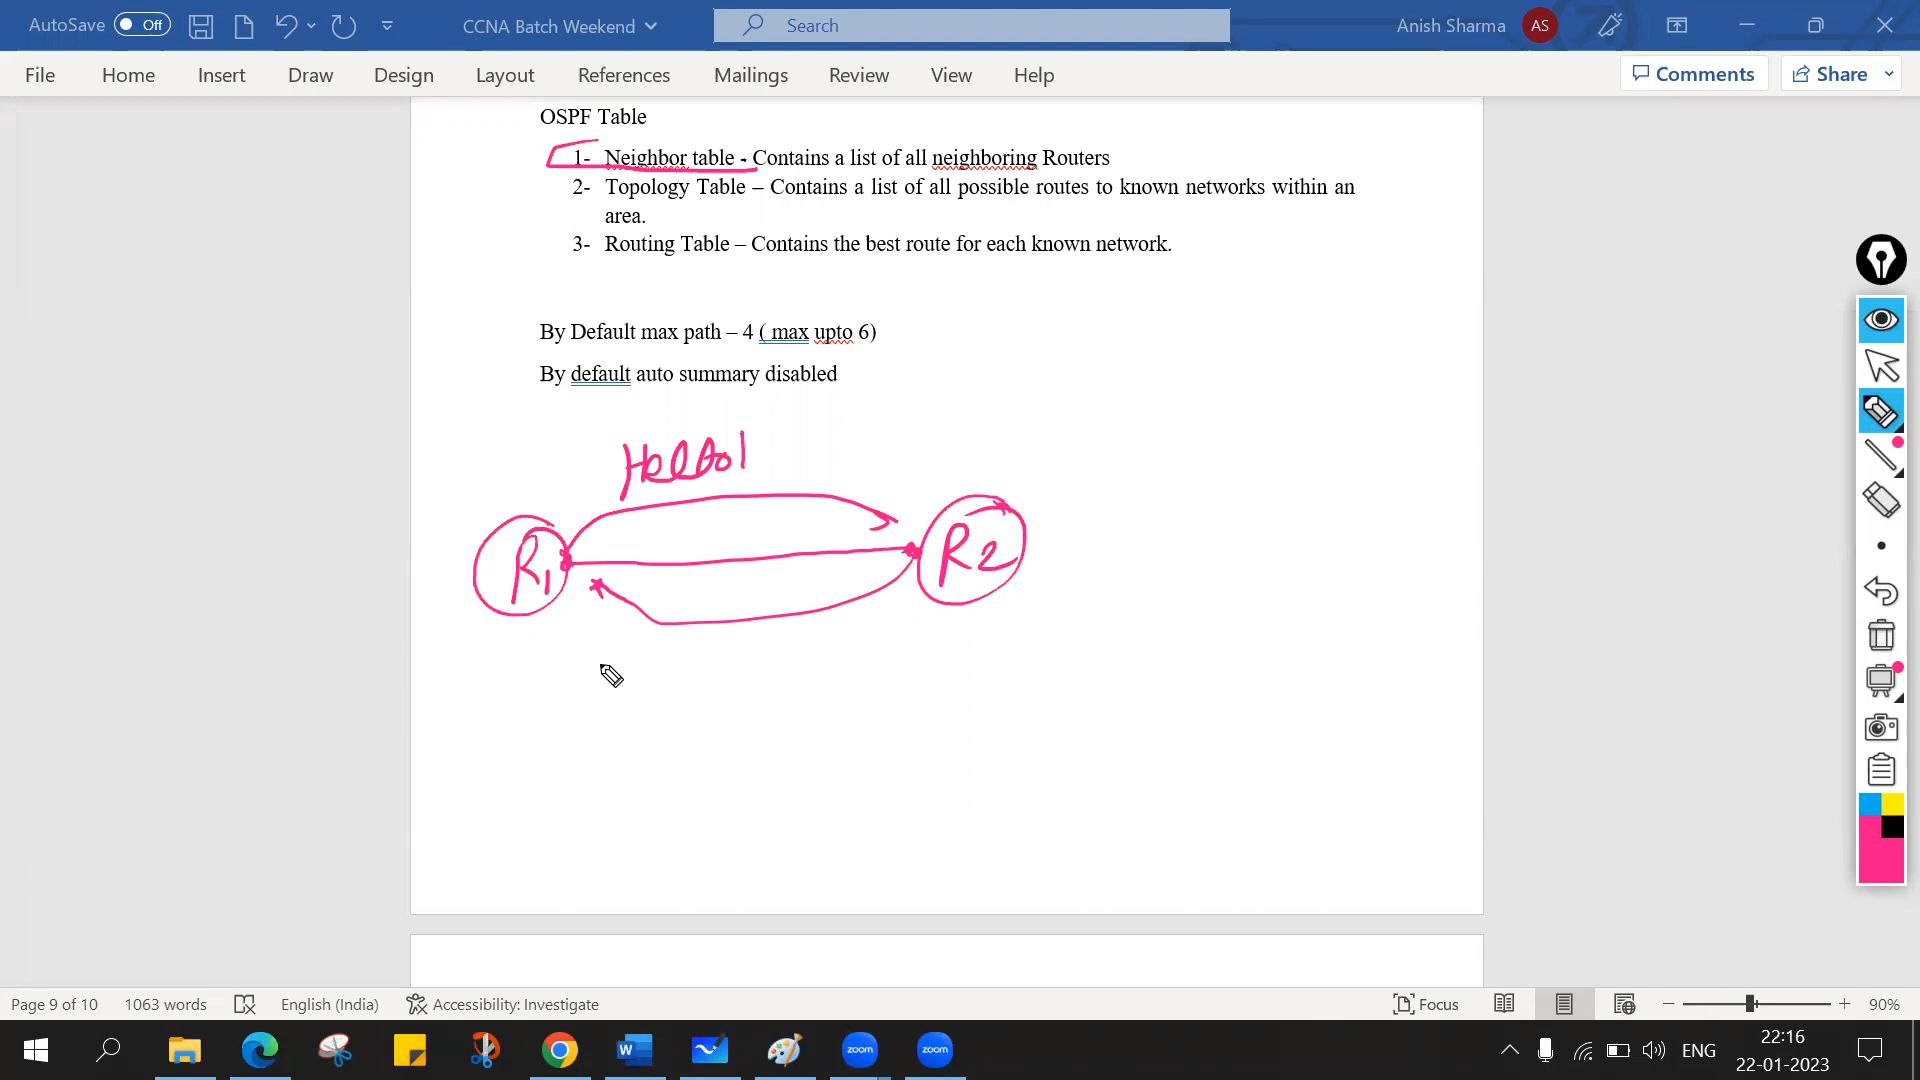 AutoSave Off CCNA Batch Weekend Search Anish Sharma AS
File Home Insert Draw Design Layout References Mailings Review View Help Comments Share
OSPF Table
1- Neighbor table - Contains a list of all neighboring Routers
2- Topology Table – Contains a list of all possible routes to known networks within an
area.
3- Routing Table – Contains the best route for each known network.
By Default max path – 4 ( max upto 6)
By default auto summary disabled
R1 R2
Page 9 of 10 1063 words English (India) Accessibility: Investigate Focus 90%
W zoom zoom ENG 22:16
22-01-2023